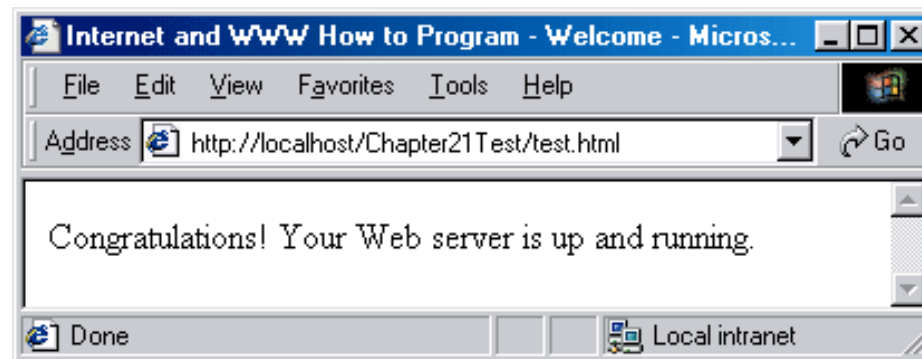 Internet and WWW How to Program - Welcome - Micros...
File Edit View Favorites Tools Help
Address http://localhost/Chapter21Test/test.html Go
Congratulations! Your Web server is up and running.
Done Local intranet